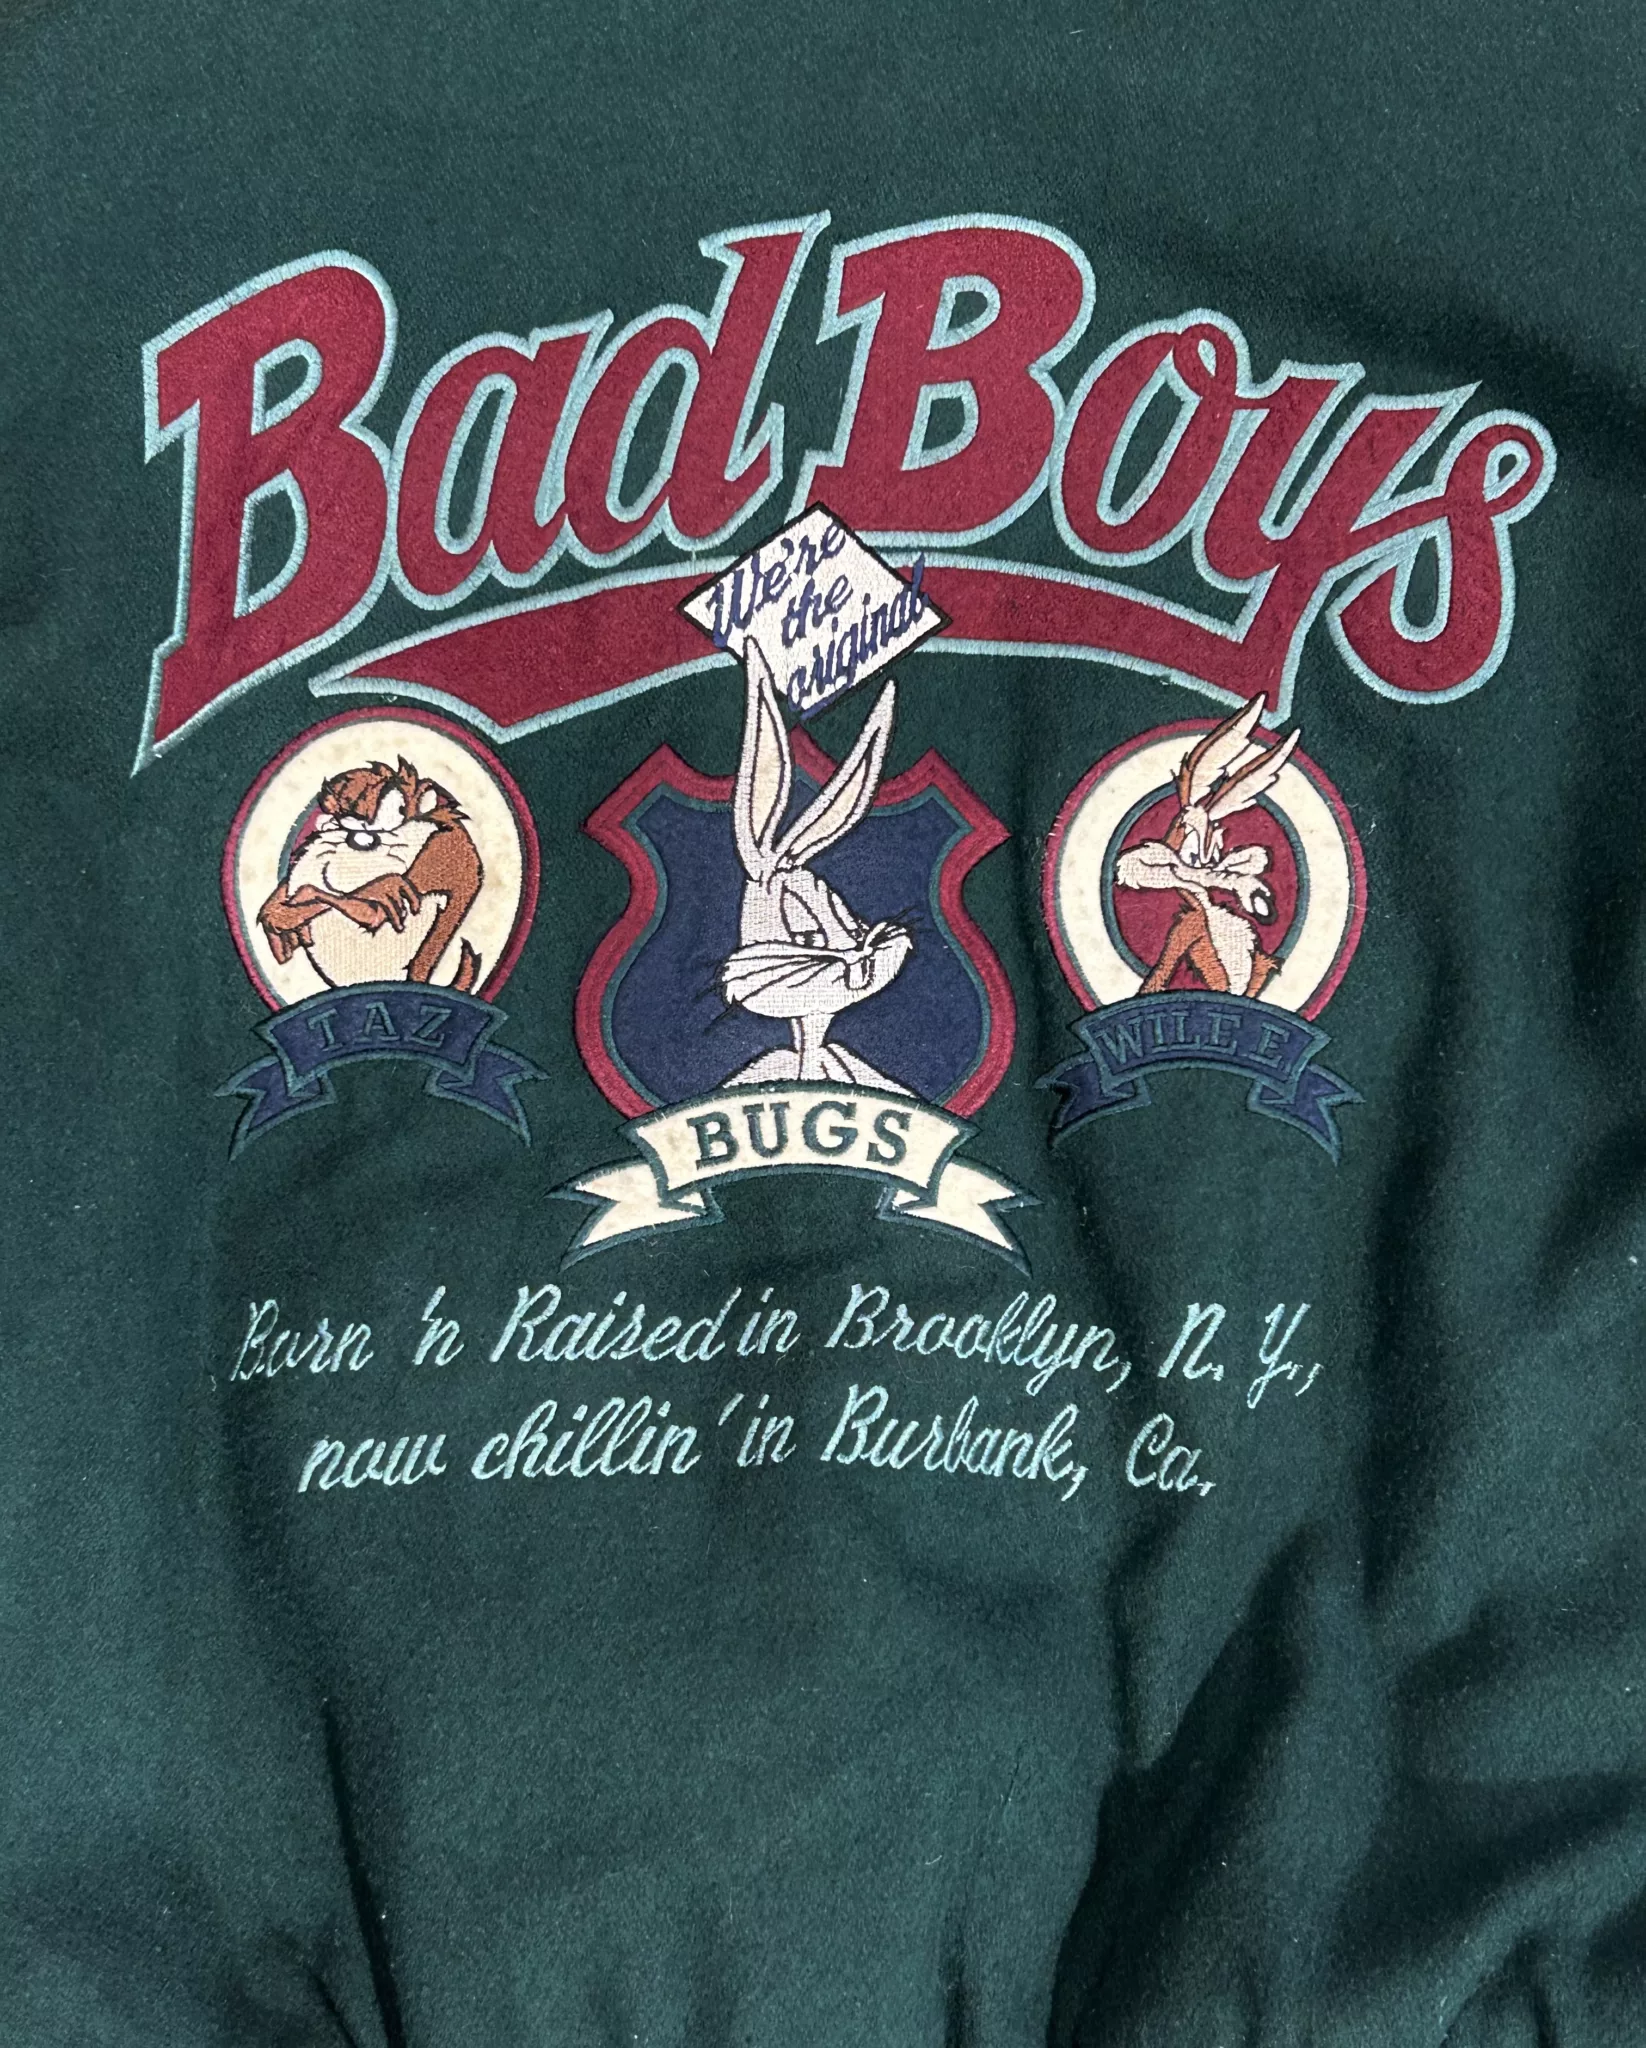 Bad Boys
We're
the
original
TAZ
BUGS
WILE E
Born 'n Raised in Brooklyn, N.Y.,
now chillin' in Burbank, Ca.